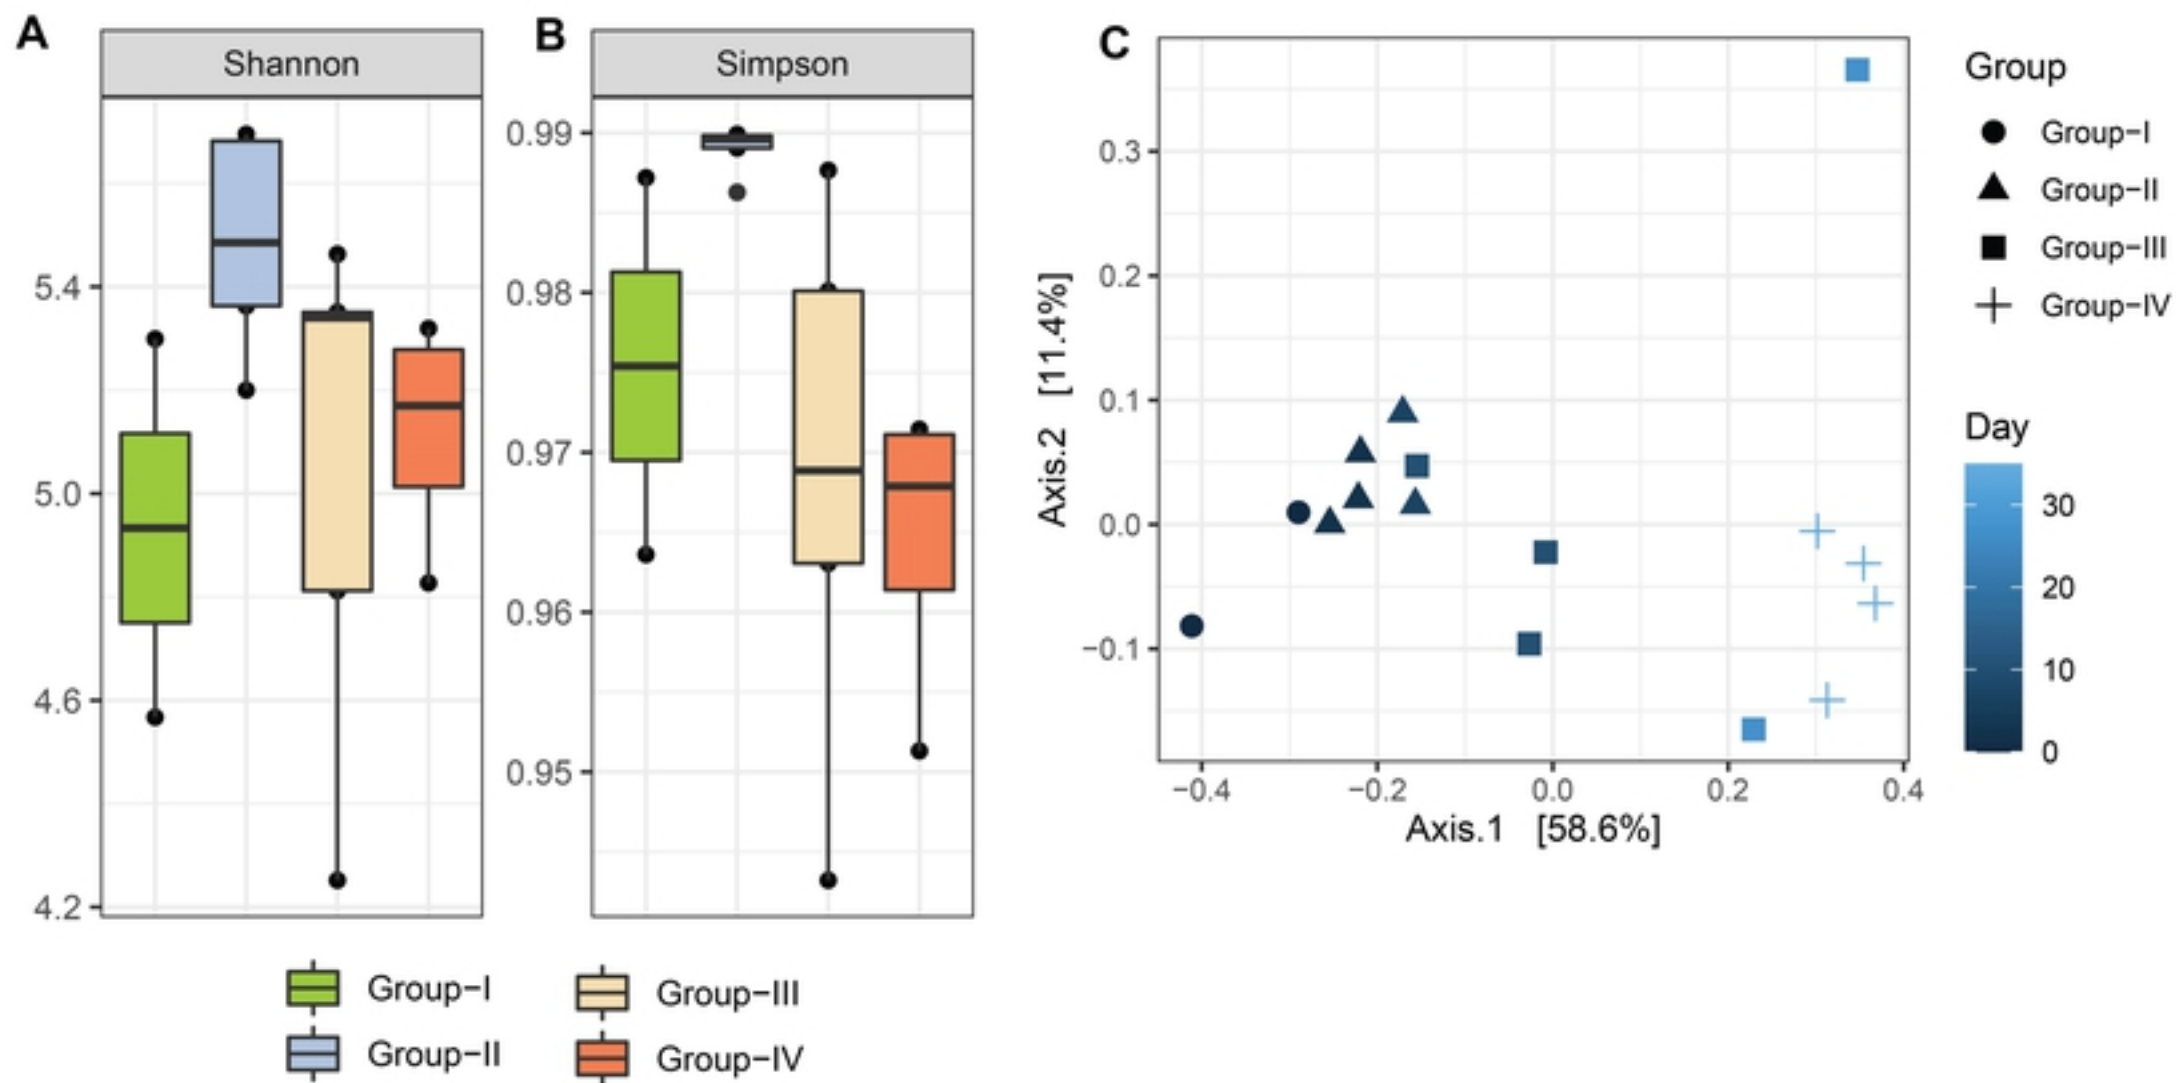 A
Shannon
5.4
5.0
4.6
4.2
B
Simpson
0.99
0.98
0.97
0.96
0.95
Group−I
Group−II
Group−III
Group−IV
C
Axis.2 [11.4%]
0.3
0.2
0.1
0.0
−0.1
−0.4
−0.2
0.0
0.2
0.4
Axis.1 [58.6%]
Group
Group−I
Group−II
Group−III
Group−IV
Day
30
20
10
0